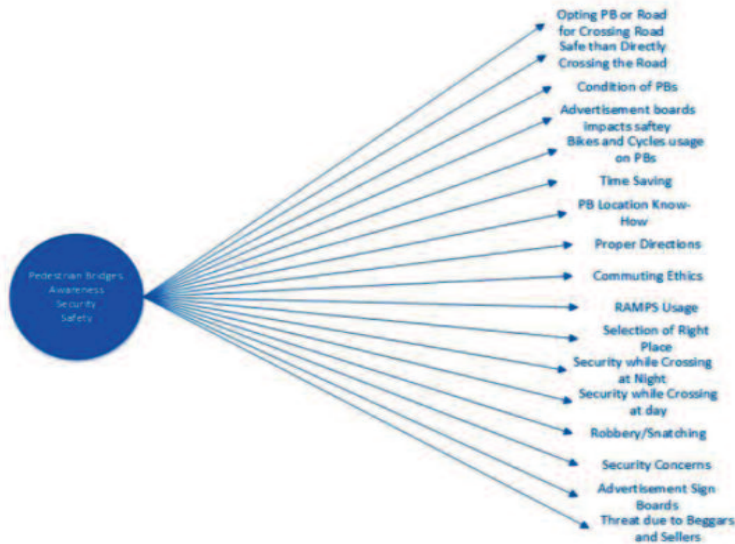 Opting PB or Road
for Crossing Road
Safe than Directly
Crossing the Road
Condition of PBs
Advertisement boards
impacts saftey
Bikes and Cycles usage
on PBs
Time Saving
PB Location Know-
How
Proper Directions
Commuting Ethics
RAMPS Usage
Selection of Right
Place
Security while Crossing
at Night
Security while Crossing
at day
Robbery/Snatching
Security Concerns
Advertisement Sign
Boards
Threat due to Beggars
and Sellers
Pedestrian Bridges
Awareness
Security
Safety